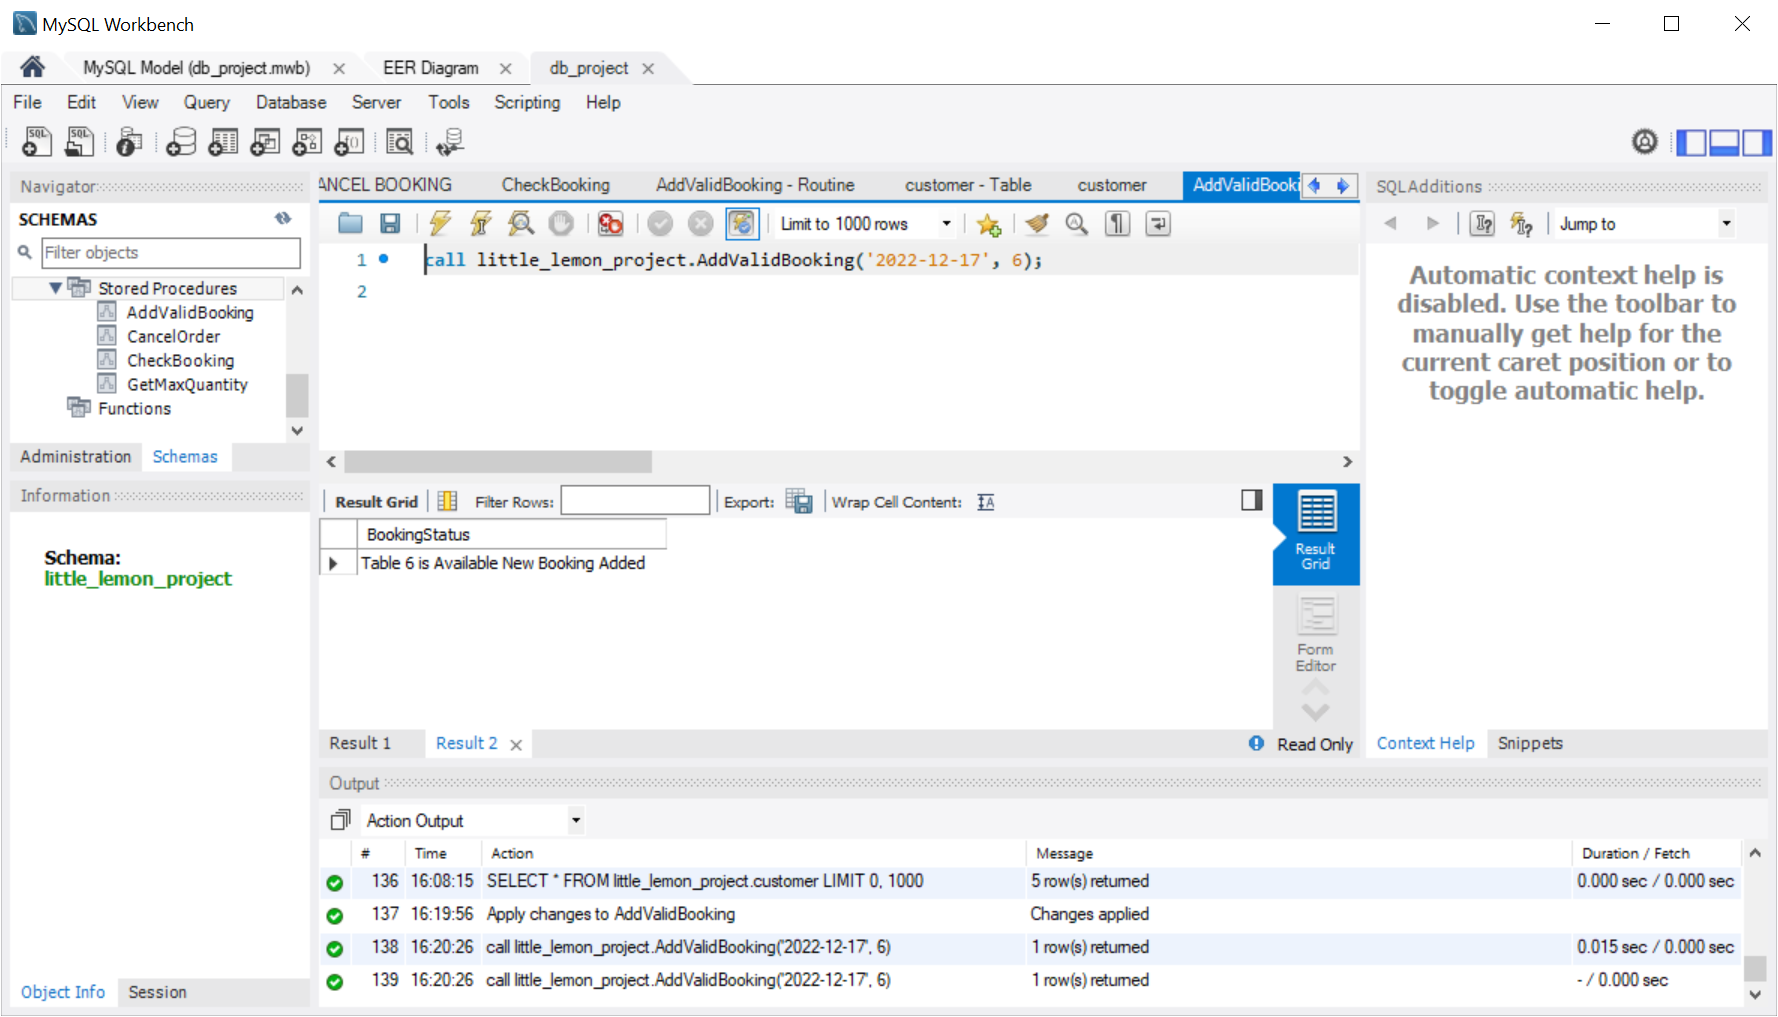 MySQL Workbench
MySQL Model (db_project.mwb)
EER Diagram
db_project
File Edit View Query Database Server Tools Scripting Help
Navigator
SCHEMAS
Filter objects
Stored Procedures
AddValidBooking
CancelOrder
CheckBooking
GetMaxQuantity
Functions
Administration Schemas
Information
Schema:
little_lemon_project
Object Info Session
ANCEL BOOKING CheckBooking AddValidBooking - Routine customer - Table customer AddValidBooki
Limit to 1000 rows
1 call little_lemon_project.AddValidBooking('2022-12-17', 6);
2
Result Grid Filter Rows: Export: Wrap Cell Content:
BookingStatus
Table 6 is Available New Booking Added
Result
Grid
Form
Editor
Result 1 Result 2 Read Only
SQLAdditions
Jump to
Automatic context help is
disabled. Use the toolbar to
manually get help for the
current caret position or to
toggle automatic help.
Context Help Snippets
Output
Action Output
# Time Action Message Duration / Fetch
136 16:08:15 SELECT * FROM little_lemon_project.customer LIMIT 0, 1000 5 row(s) returned 0.000 sec / 0.000 sec
137 16:19:56 Apply changes to AddValidBooking Changes applied
138 16:20:26 call little_lemon_project.AddValidBooking('2022-12-17', 6) 1 row(s) returned 0.015 sec / 0.000 sec
139 16:20:26 call little_lemon_project.AddValidBooking('2022-12-17', 6) 1 row(s) returned - / 0.000 sec